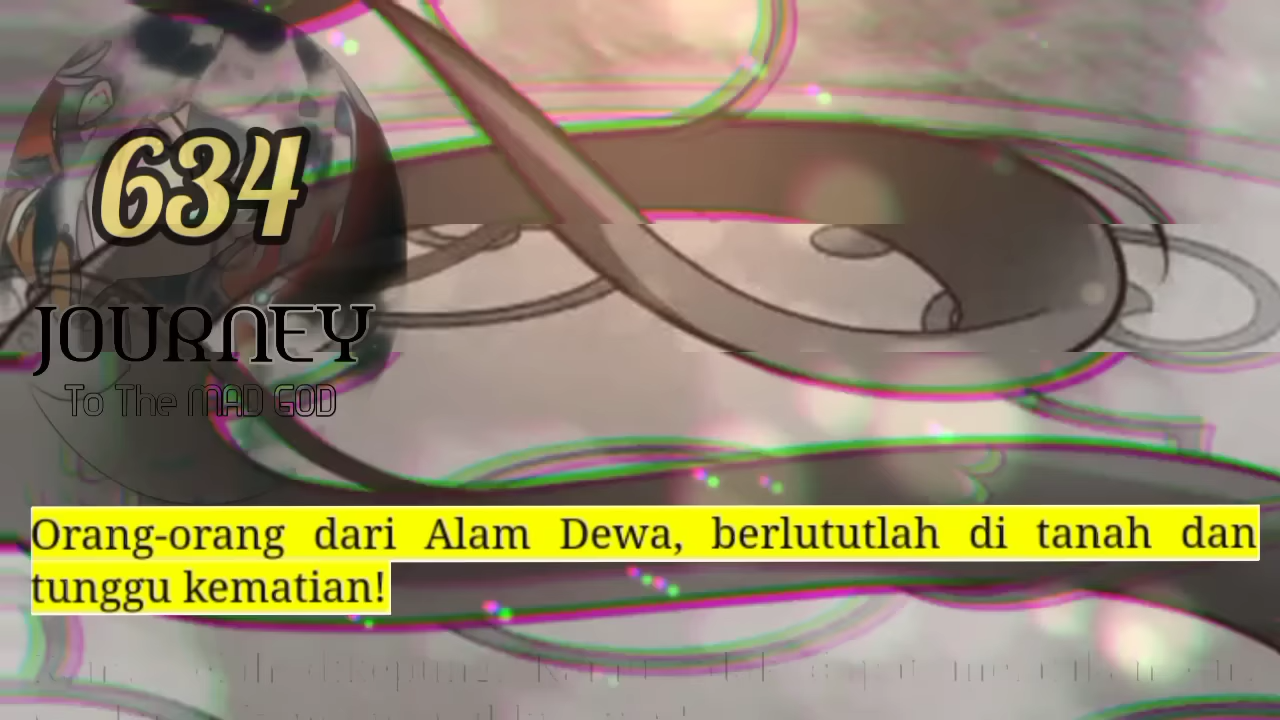 634
JOURNEY
To The MAD GOD
Orang-orang dari Alam Dewa, berlututlah di tanah dan
tunggu kematian!